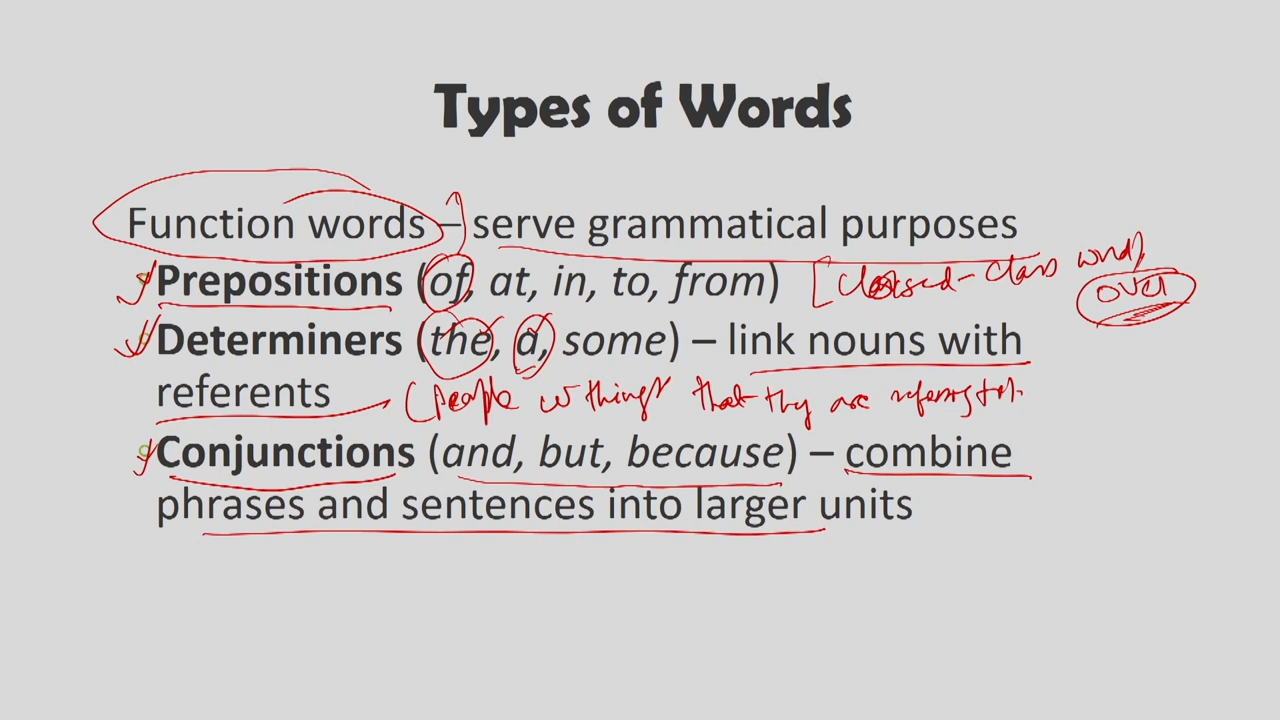 Types of Words
Function words – serve grammatical purposes
Prepositions (of, at, in, to, from) [Closed-class words
over
Determiners (the, a, some) – link nouns with
referents (People things that they are referring to
Conjunctions (and, but, because) – combine
phrases and sentences into larger units